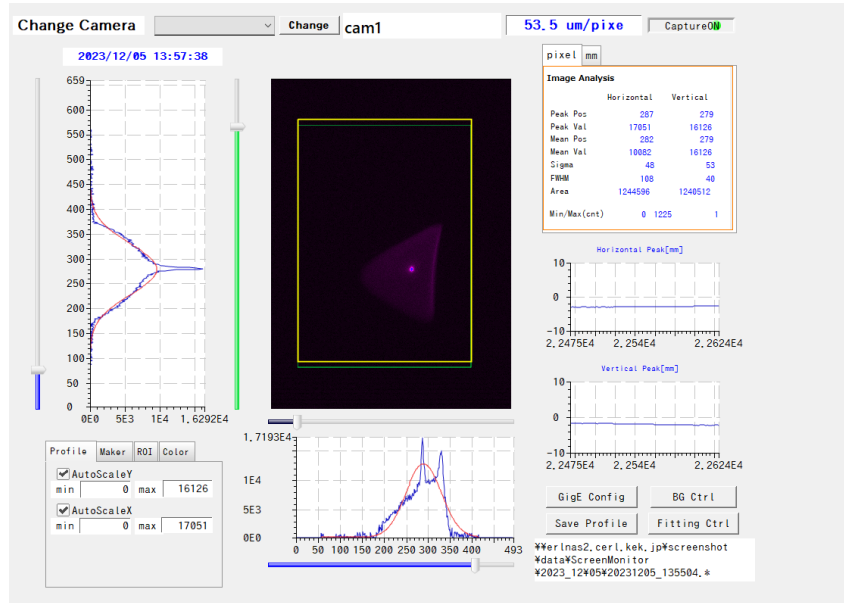 Change Camera Change cam1 53.5 um/pixe CaptureON
2023/12/05 13:57:38
pixel mm
Image Analysis
Horizontal Vertical
Peak Pos 287 279
Peak Val 17051 16126
Mean Pos 282 279
Mean Val 10082 16126
Sigma 48 53
FWHM 108 40
Area 1244596 1240512
Min/Max(cnt) 0 1225 1
659
600
550
500
450
400
350
300
250
200
150
100
50
0
0E0 5E3 1E4 1.6292E4
Horizontal Peak[mm]
10
0
-10
2.2475E4 2.254E4 2.2624E4
Vertical Peak[mm]
10
0
-10
2.2475E4 2.254E4 2.2624E4
1.7193E4
1E4
5E3
0E0
0 50 100 150 200 250 300 350 400 493
Profile Maker ROI Color
AutoScaleY
min 0 max 16126
AutoScaleX
min 0 max 17051
GigE Config BG Ctrl
Save Profile Fitting Ctrl
¥¥erlnas2.cerl.kek.jp¥screenshot
¥data¥ScreenMonitor
¥2023_12¥05¥20231205_135504.*